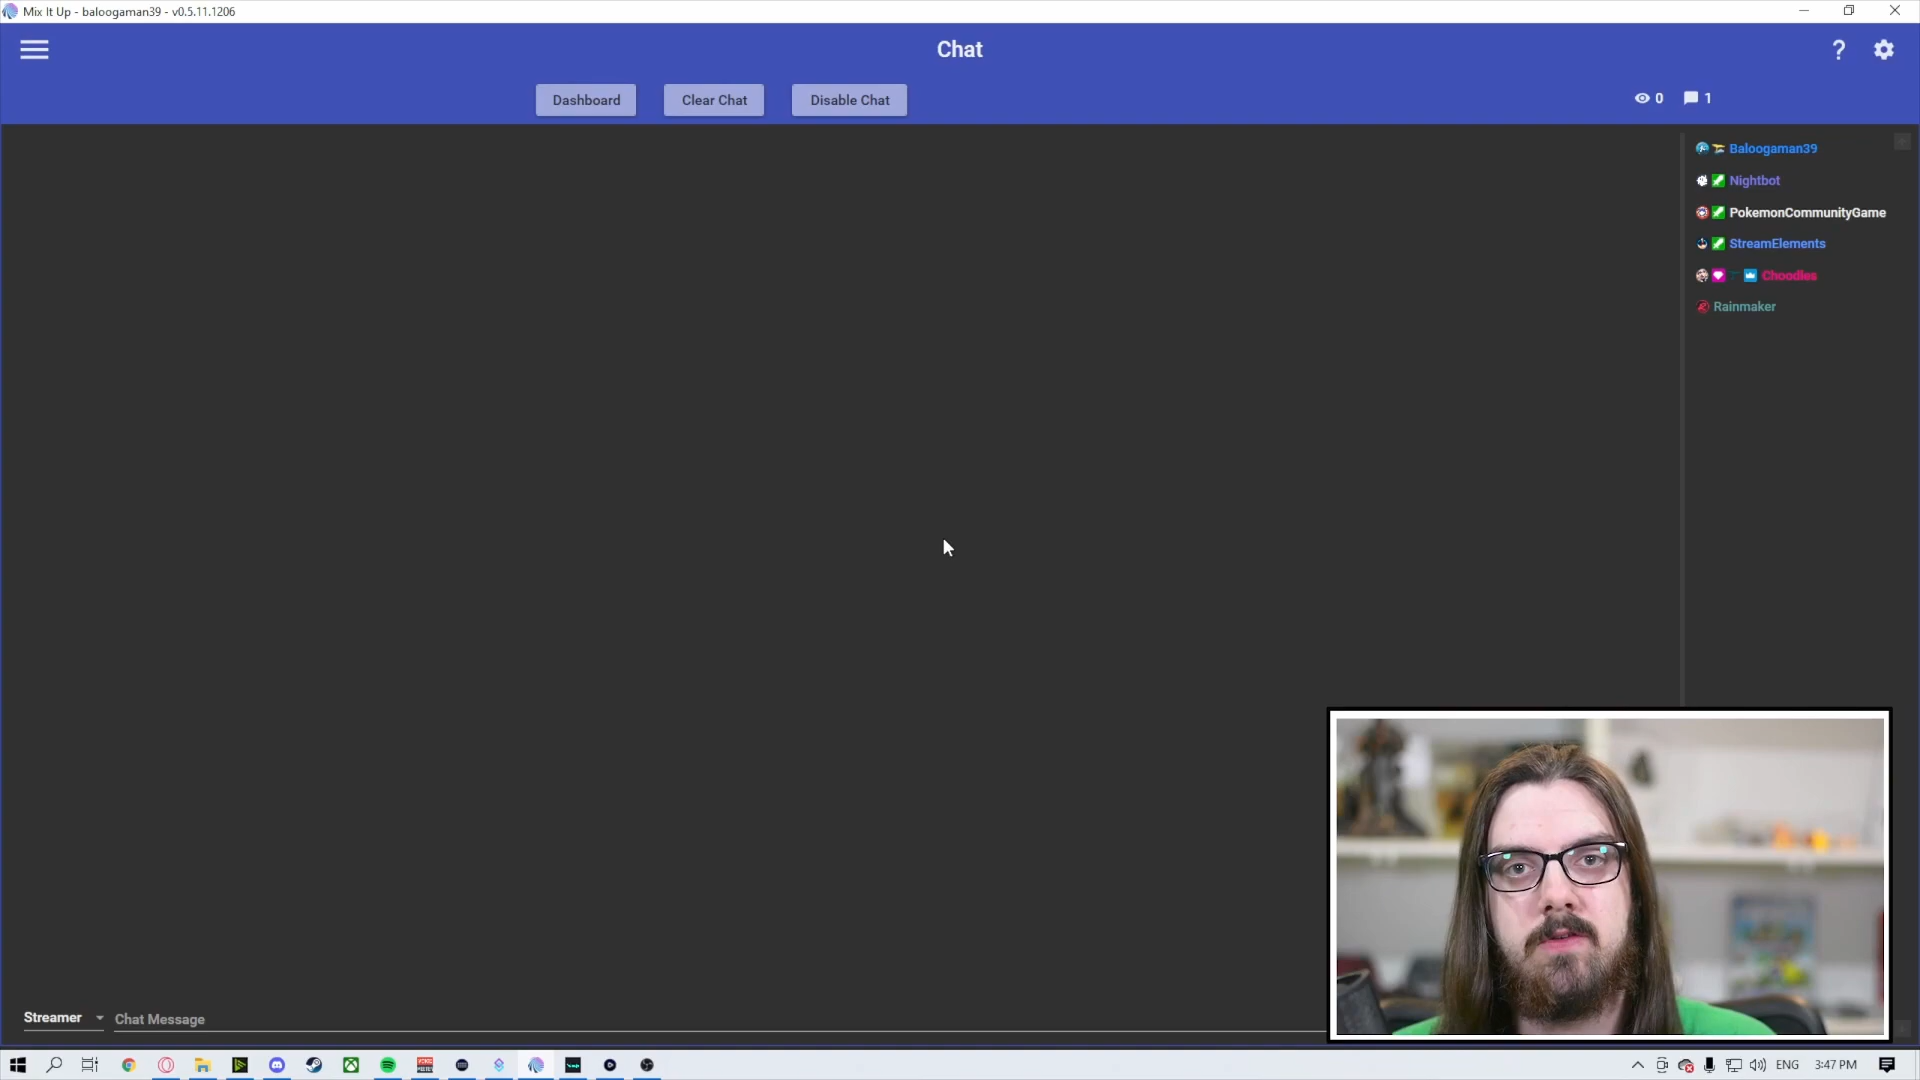 Mix It Up - baloogaman39 - v0.5.11.1206
Chat
?
Dashboard
Clear Chat
Disable Chat
0
1
Baloogaman39
Nightbot
PokemonCommunityGame
StreamElements
Choodles
Rainmaker
Streamer
Chat Message
ENG
3:47 PM